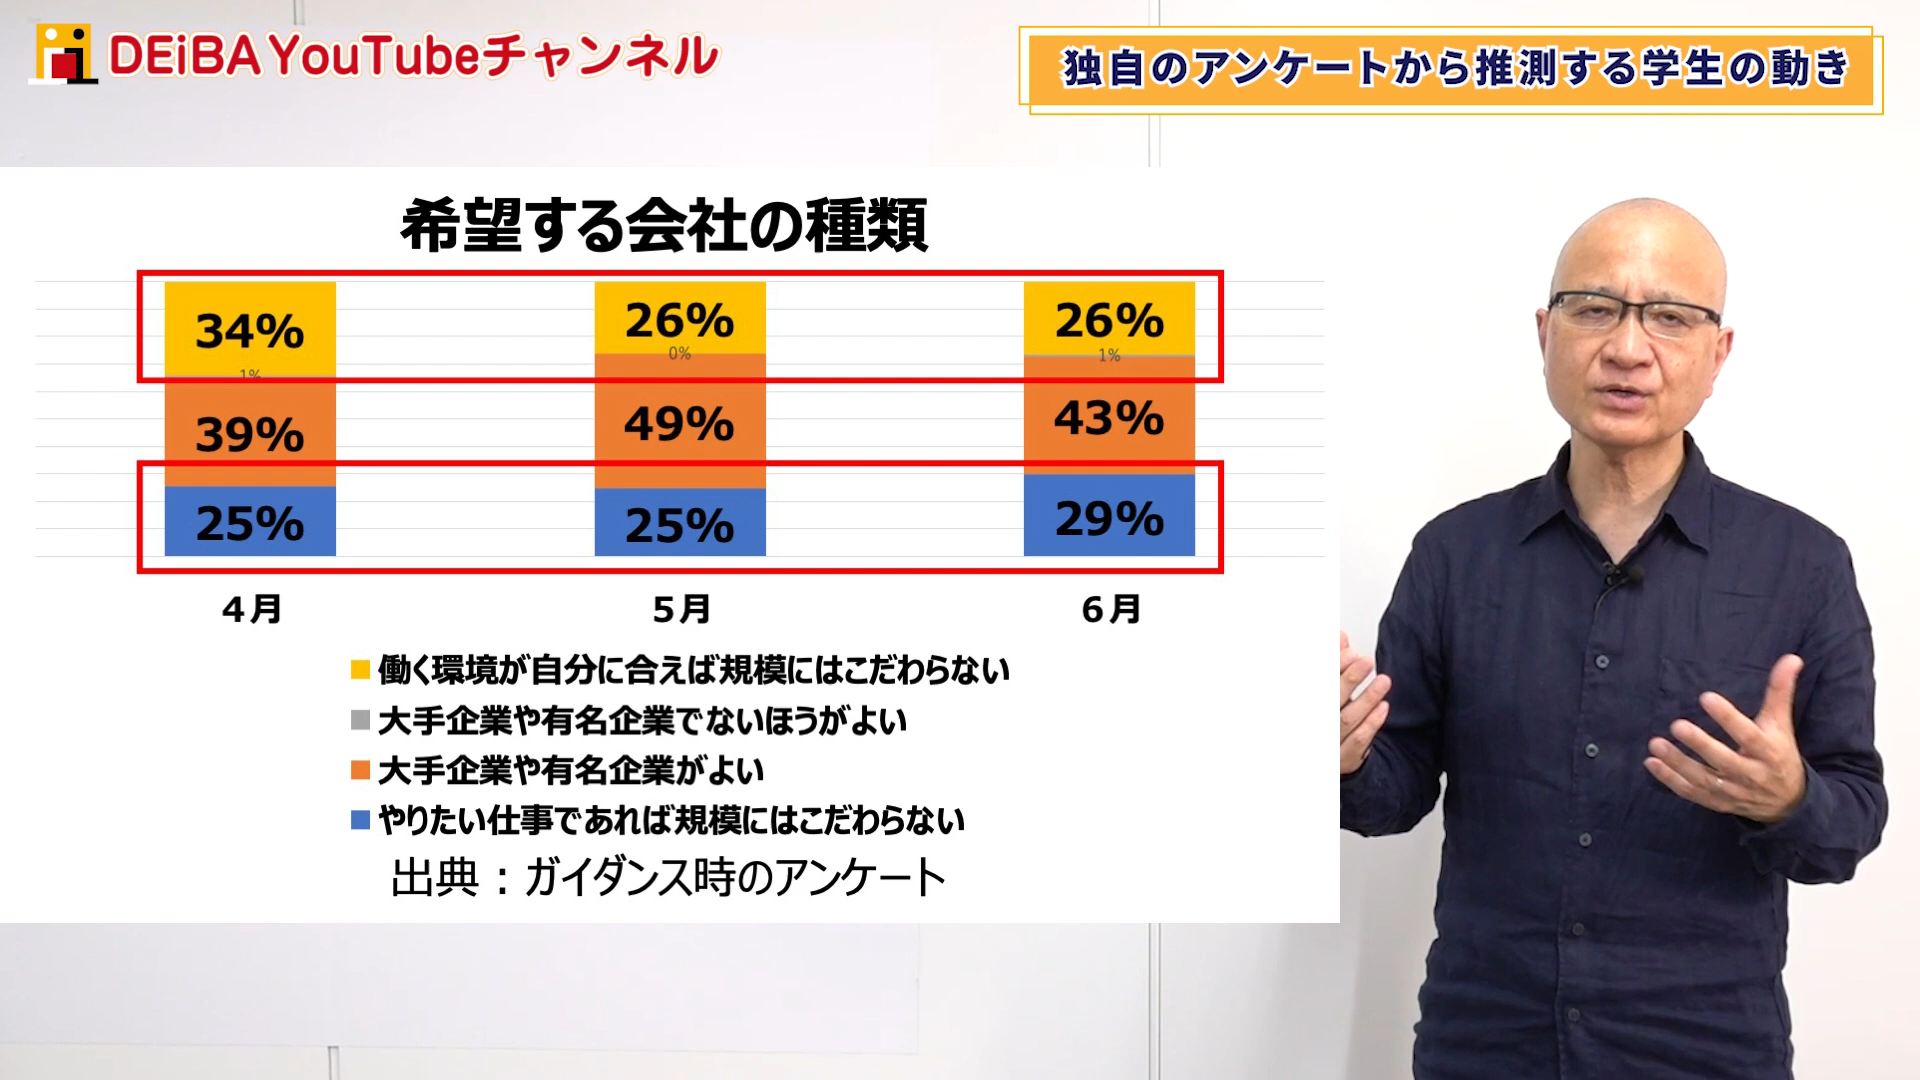 DEiBA YouTubeチャンネル
独自のアンケートから推測する学生の動き
希望する会社の種類
34% 26% 26%
1% 0% 1%
39% 49% 43%
25% 25% 29%
4月 5月 6月
働く環境が自分に合えば規模にはこだわらない
大手企業や有名企業でないほうがよい
大手企業や有名企業がよい
やりたい仕事であれば規模にはこだわらない
出典：ガイダンス時のアンケート